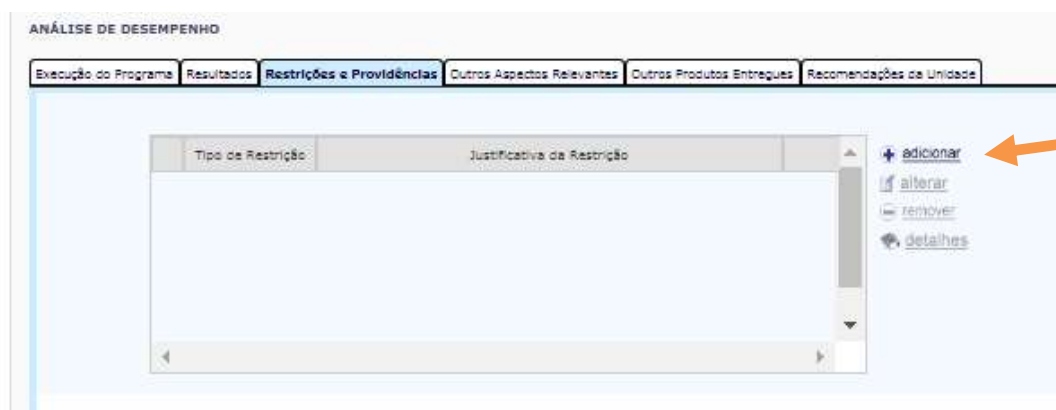 ANÁLISE DE DESEMPENHO
Execução do Programa Resultados Restrições e Providências Outros Aspectos Relevantes Outros Produtos Entregues Recomendações da Unidade
Tipo de Restrição Justificativa da Restrição
adicionar
alterar
remover
detalhes